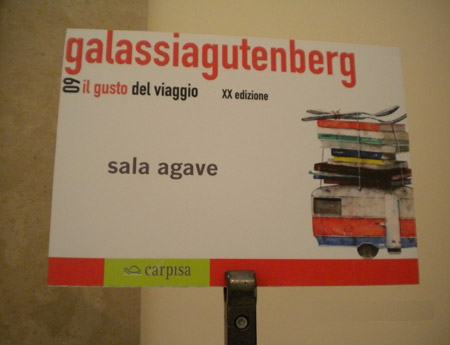 galassiagutenberg
09 il gusto del viaggio XX edizione
sala agave
carpisa